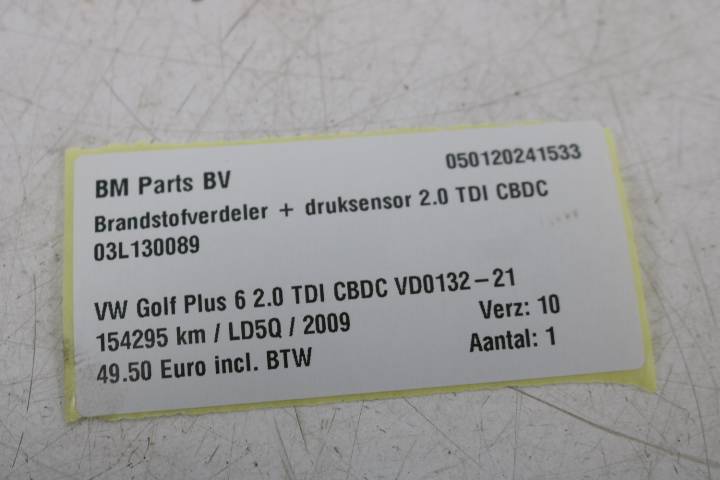 BM Parts BV 050120241533
Brandstofverdeler + druksensor 2.0 TDI CBDC
03L130089
VW Golf Plus 6 2.0 TDI CBDC VD0132-21
154295 km / LD5Q / 2009 Verz: 10
49.50 Euro incl. BTW Aantal: 1